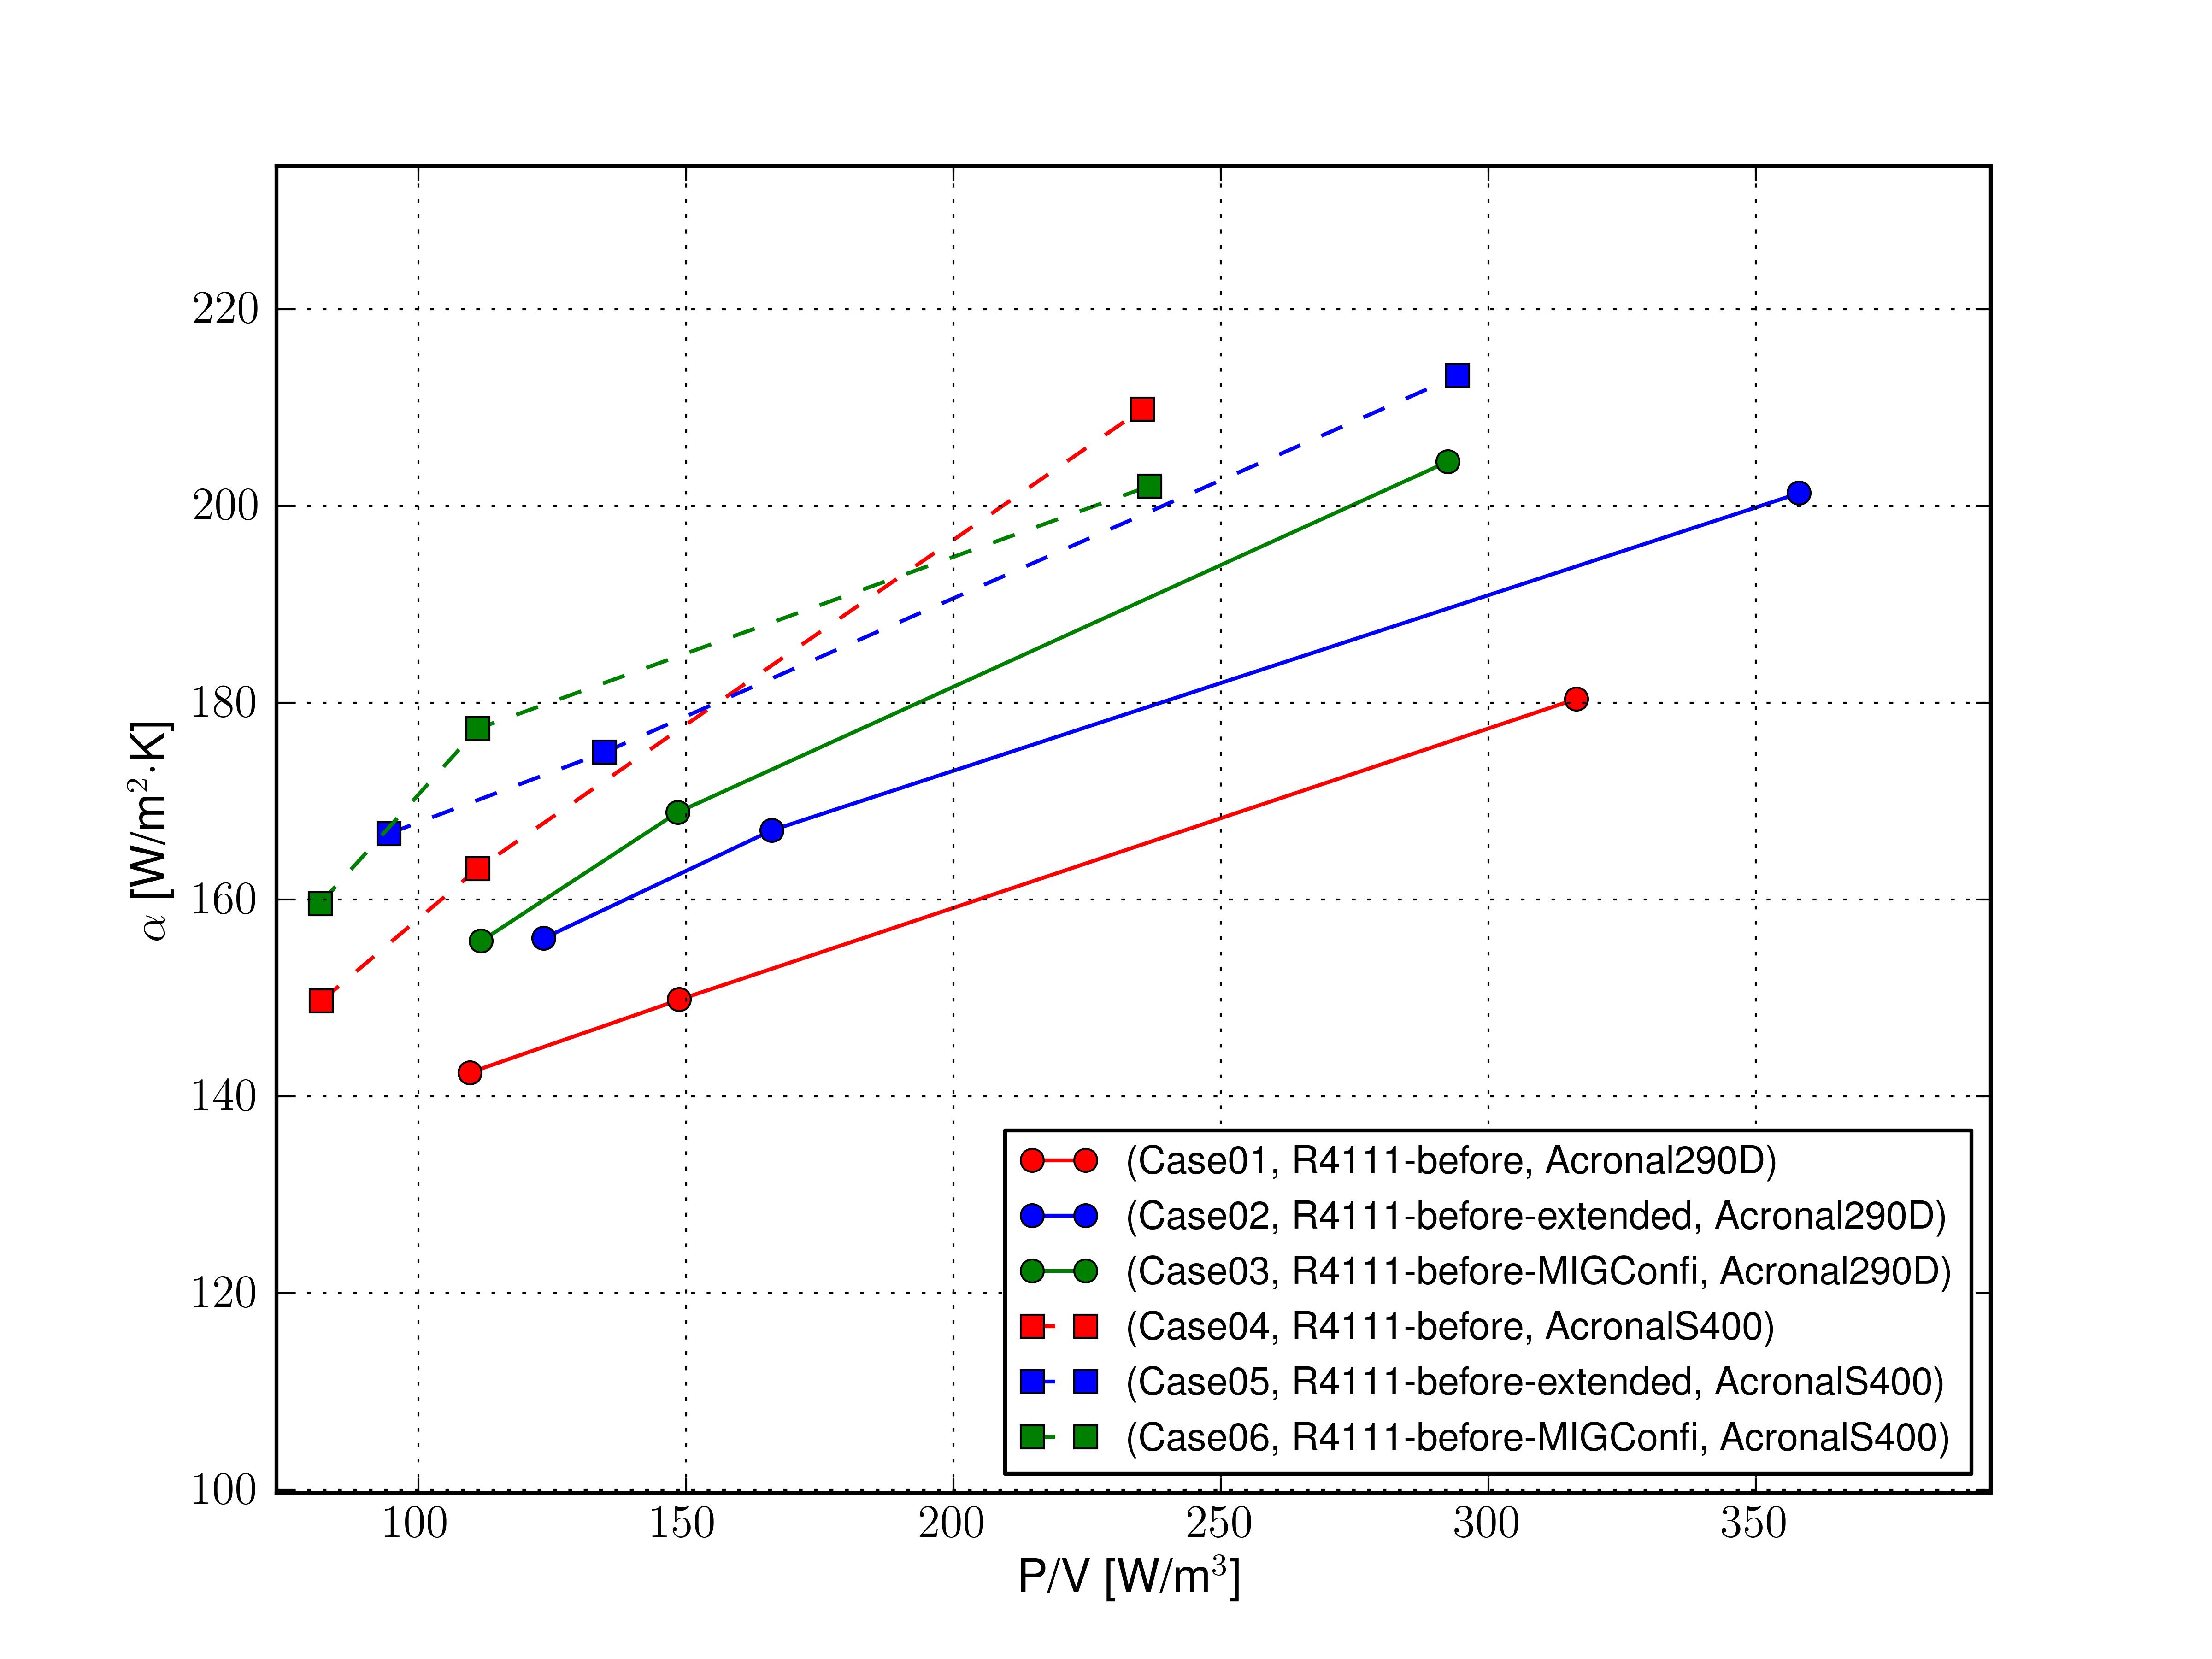 220
200
180
160
140
120
100
α [W/m²·K]
(Case01, R4111-before, Acronal290D)
(Case02, R4111-before-extended, Acronal290D)
(Case03, R4111-before-MIGConfi, Acronal290D)
(Case04, R4111-before, AcronalS400)
(Case05, R4111-before-extended, AcronalS400)
(Case06, R4111-before-MIGConfi, AcronalS400)
100 150 200 250 300 350
P/V [W/m³]